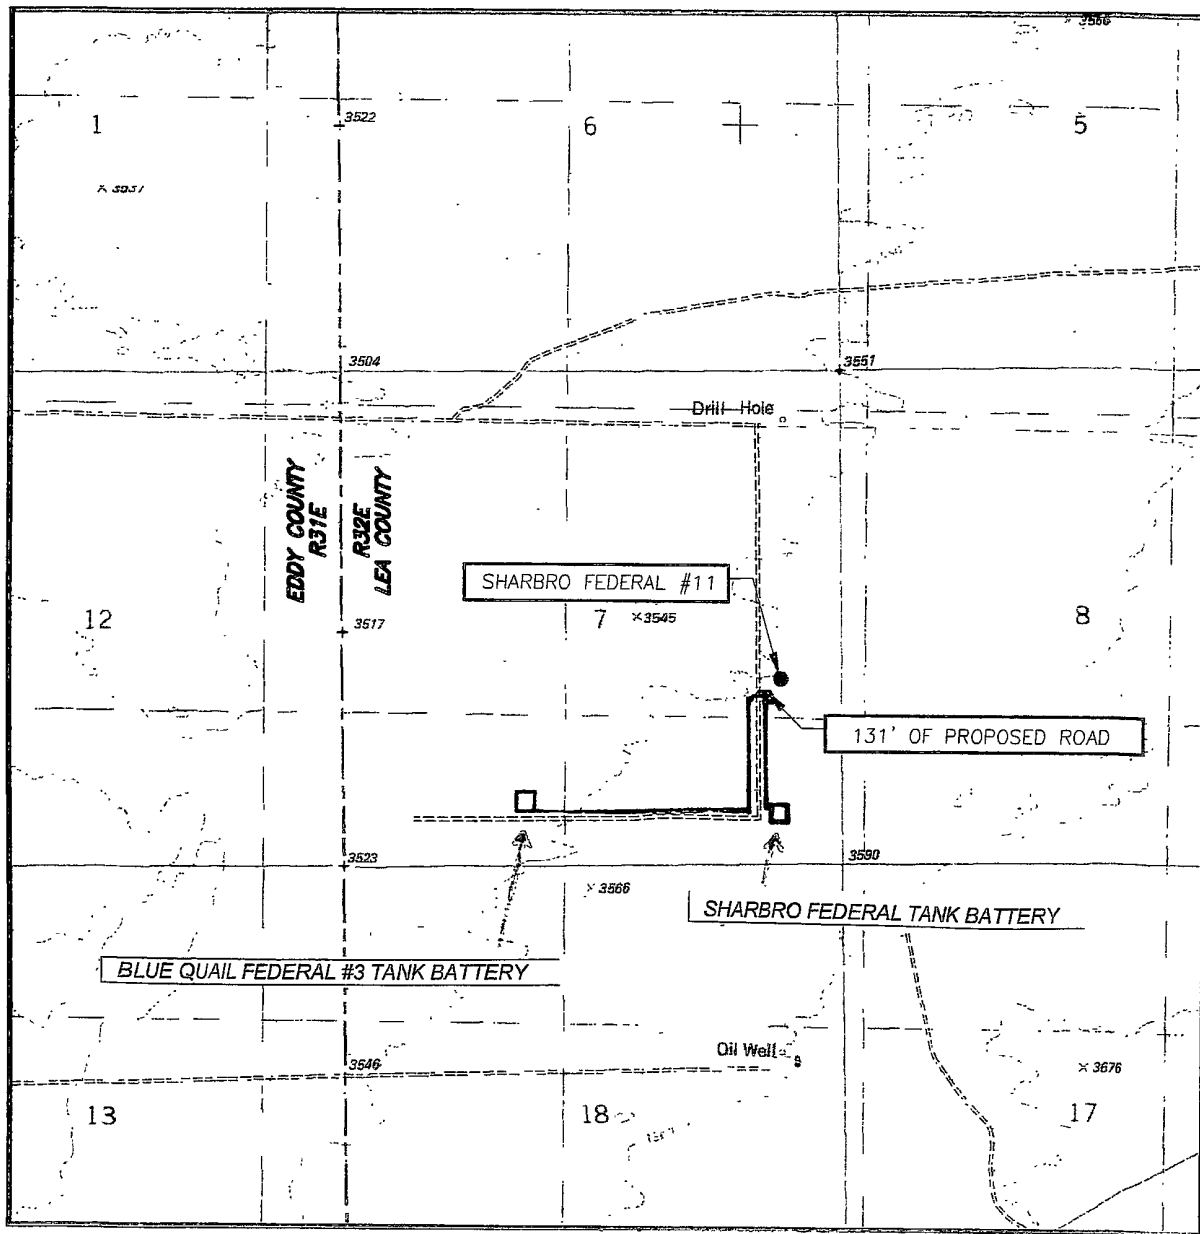 3566
1
3522
6
5
3504
3551
Drill Hole
EDDY COUNTY
R31E
R32E
LEA COUNTY
SHARBRO FEDERAL #11
12
3517
7
×3545
8
131' OF PROPOSED ROAD
3523
3590
× 3566
SHARBRO FEDERAL TANK BATTERY
BLUE QUAIL FEDERAL #3 TANK BATTERY
Oil Well
3546
× 3676
13
18
17